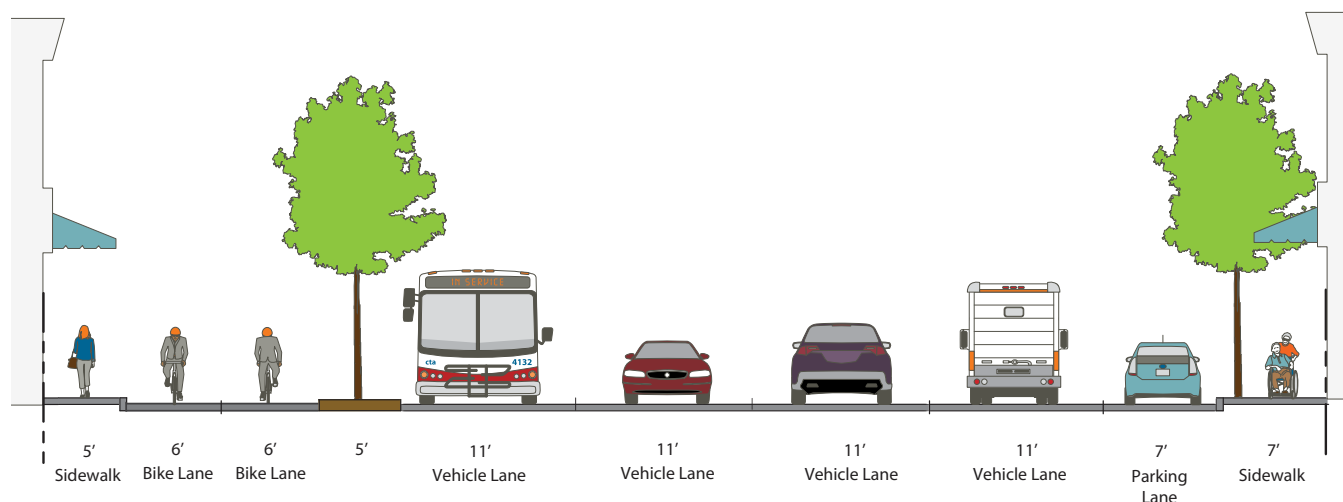 IN SERVICE
cta 4132
5’
Sidewalk
6’
Bike Lane
6’
Bike Lane
5’
11’
Vehicle Lane
11’
Vehicle Lane
11’
Vehicle Lane
11’
Vehicle Lane
7’
Parking
Lane
7’
Sidewalk